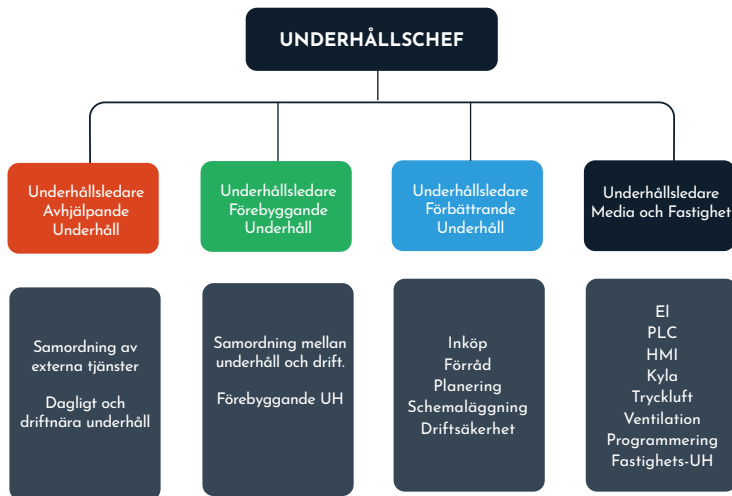 UNDERHÅLLSCHEF
Underhållsledare
Avhjälpande
Underhåll
Underhållsledare
Förebyggande
Underhåll
Underhållsledare
Förbättrande
Underhåll
Underhållsledare
Media och Fastighet
Samordning av
externa tjänster
Dagligt och
driftnära underhåll
Samordning mellan
underhåll och drift.
Förebyggande UH
Inköp
Förråd
Planering
Schemaläggning
Driftsäkerhet
El
PLC
HMI
Kyla
Tryckluft
Ventilation
Programmering
Fastighets-UH